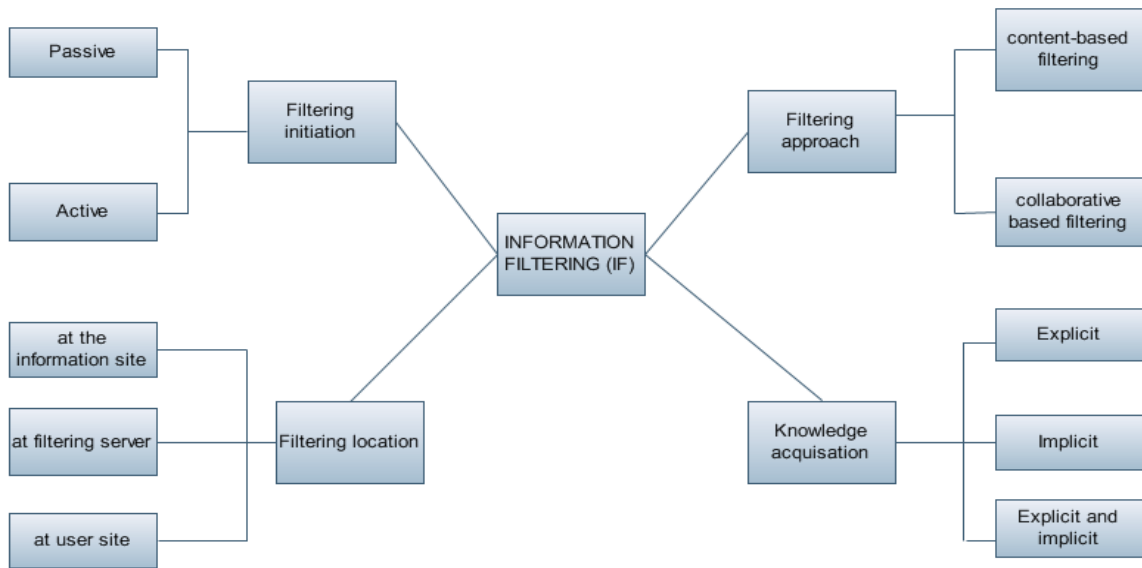 Passive
Active
Filtering
initiation
at the
information site
at filtering server
at user site
Filtering location
INFORMATION
FILTERING (IF)
Filtering
approach
content-based
filtering
collaborative
based filtering
Knowledge
acquisation
Explicit
Implicit
Explicit and
implicit